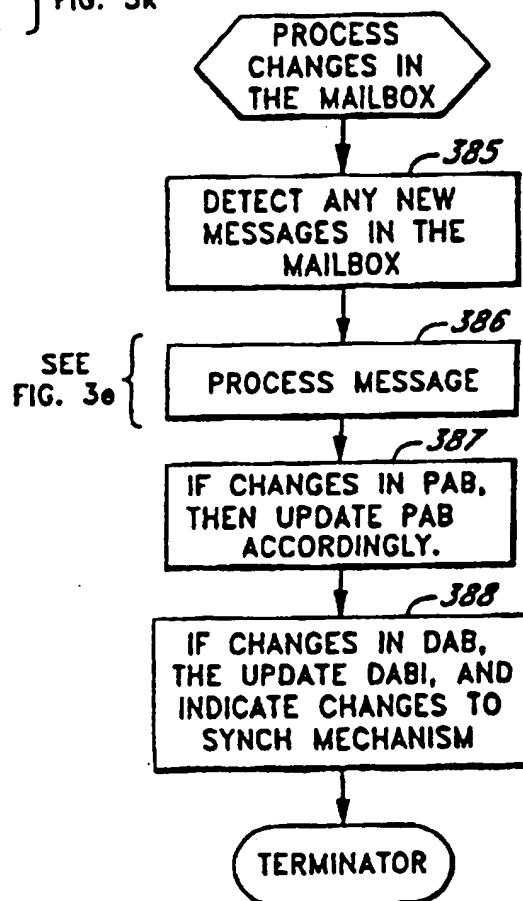 FIG. 3k
PROCESS
CHANGES IN
THE MAILBOX
385
DETECT ANY NEW
MESSAGES IN THE
MAILBOX
386
SEE
FIG. 3e
PROCESS MESSAGE
387
IF CHANGES IN PAB,
THEN UPDATE PAB
ACCORDINGLY.
388
IF CHANGES IN DAB,
THE UPDATE DABI, AND
INDICATE CHANGES TO
SYNCH MECHANISM
TERMINATOR